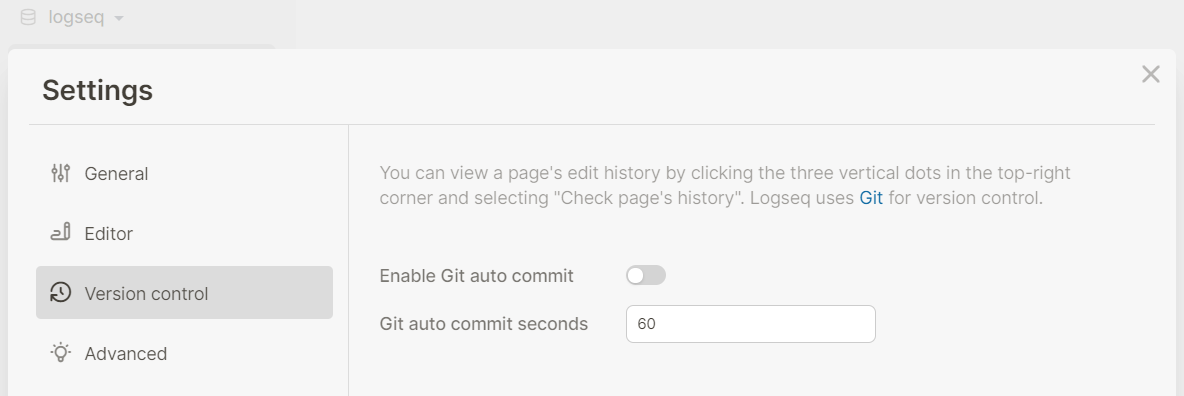 logseq
Settings
General
Editor
Version control
Advanced
You can view a page's edit history by clicking the three vertical dots in the top-right
corner and selecting "Check page's history". Logseq uses Git for version control.
Enable Git auto commit
Git auto commit seconds
60